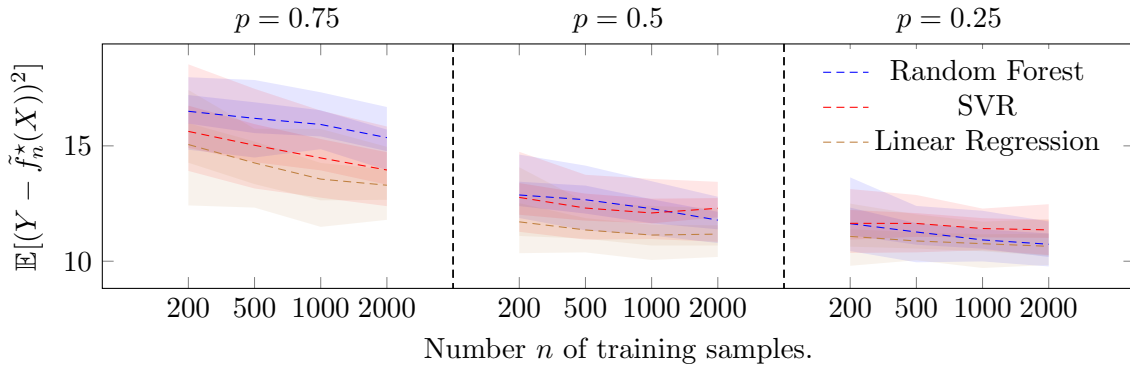 p = 0.75 p = 0.5 p = 0.25
𝔼[(Y − f̃ₙ⋆(X))²]
15
10
Random Forest
SVR
Linear Regression
200 500 1000 2000 200 500 1000 2000 200 500 1000 2000
Number n of training samples.